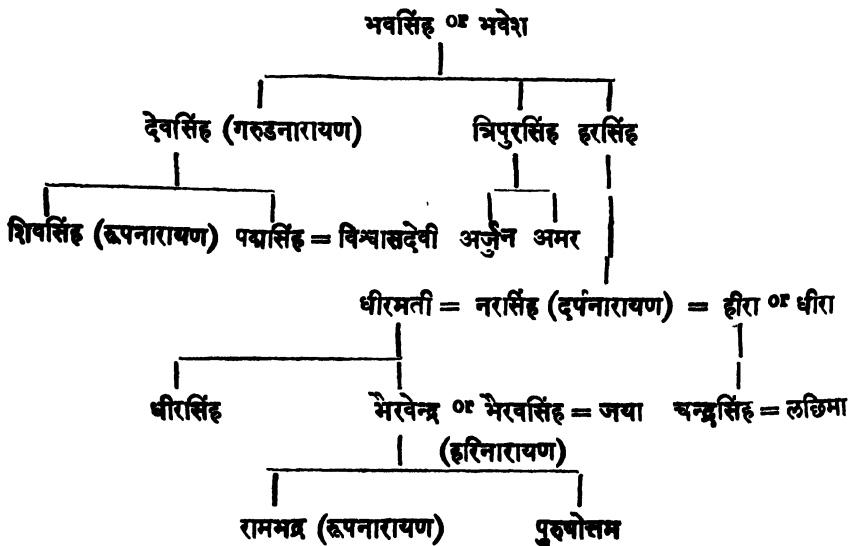 भवसिंह or भवेश
देवसिंह (गरुडनारायण) त्रिपुरसिंह हरसिंह
शिवसिंह (रूपनारायण) पद्मसिंह = विश्वासदेवी अर्जुन अमर
धीरमती = नरसिंह (दर्पनारायण) = हीरा or धीरा
धीरसिंह भैरवेन्द्र or भैरवसिंह = जया चन्द्रसिंह = लछिमा
(हरिनारायण)
रामभद्र (रूपनारायण) पुरुषोत्तम